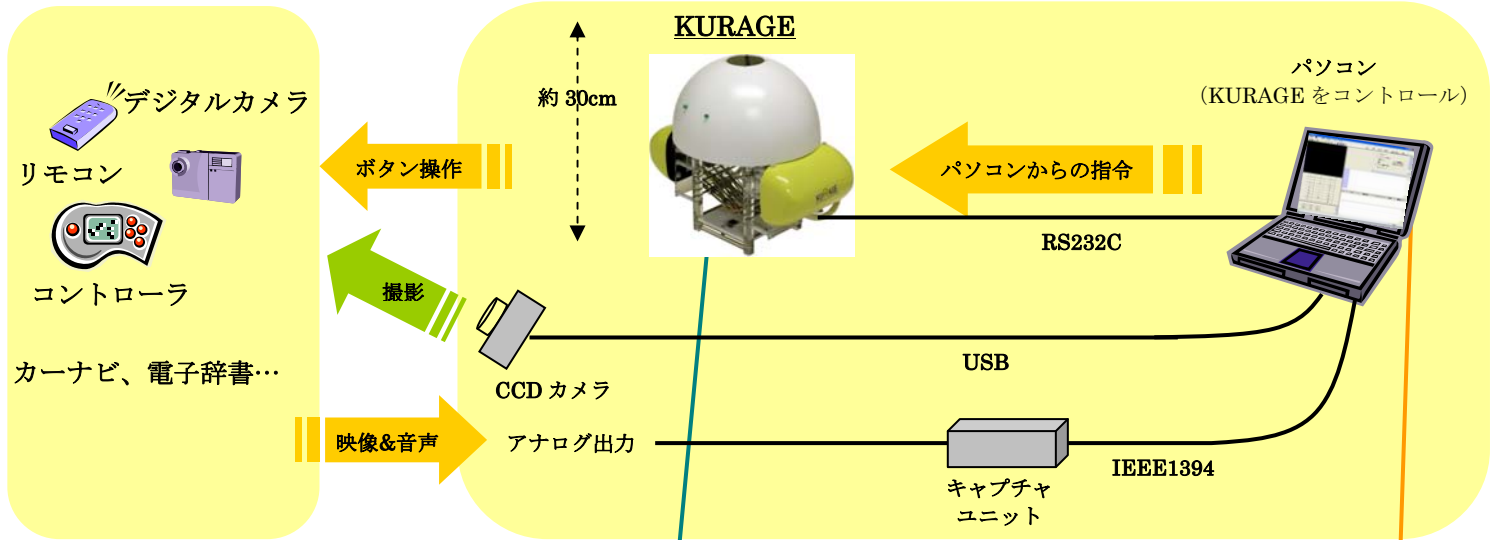 デジタルカメラ
リモコン
コントローラ
カーナビ、電子辞書…
ボタン操作
撮影
映像&音声
KURAGE
約 30cm
パソコンからの指令
パソコン
(KURAGE をコントロール)
RS232C
USB
CCD カメラ
アナログ出力
IEEE1394
キャプチャ
ユニット